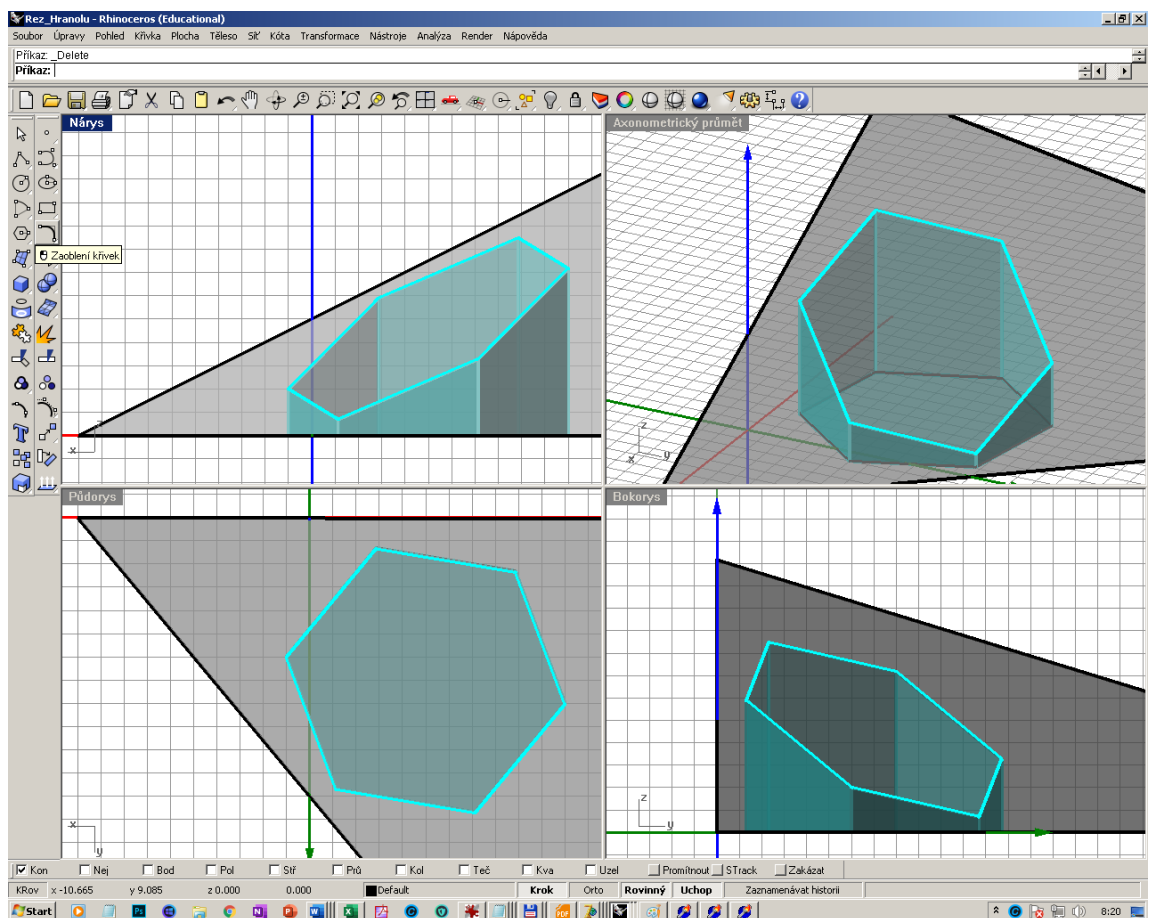 Rez_Hranolu - Rhinoceros (Educational)
Soubor Úpravy Pohled Křivka Plocha Těleso Síť Kóta Transformace Nástroje Analýza Render Nápověda
Příkaz: _Delete
Příkaz:
Nárys
Axonometrický průmět
Zaoblení křivek
x
z
x y
Půdorys
Bokorys
x
y
z
y
Kon Nej Bod Pol Stř Prů Kol Teč Kva Uzel Promítnout STrack Zakázat
KRov x -10.665 y 9.085 z 0.000 0.000 Default Krok Orto Rovinný Uchop Zaznamenávat historii
Start 8:20